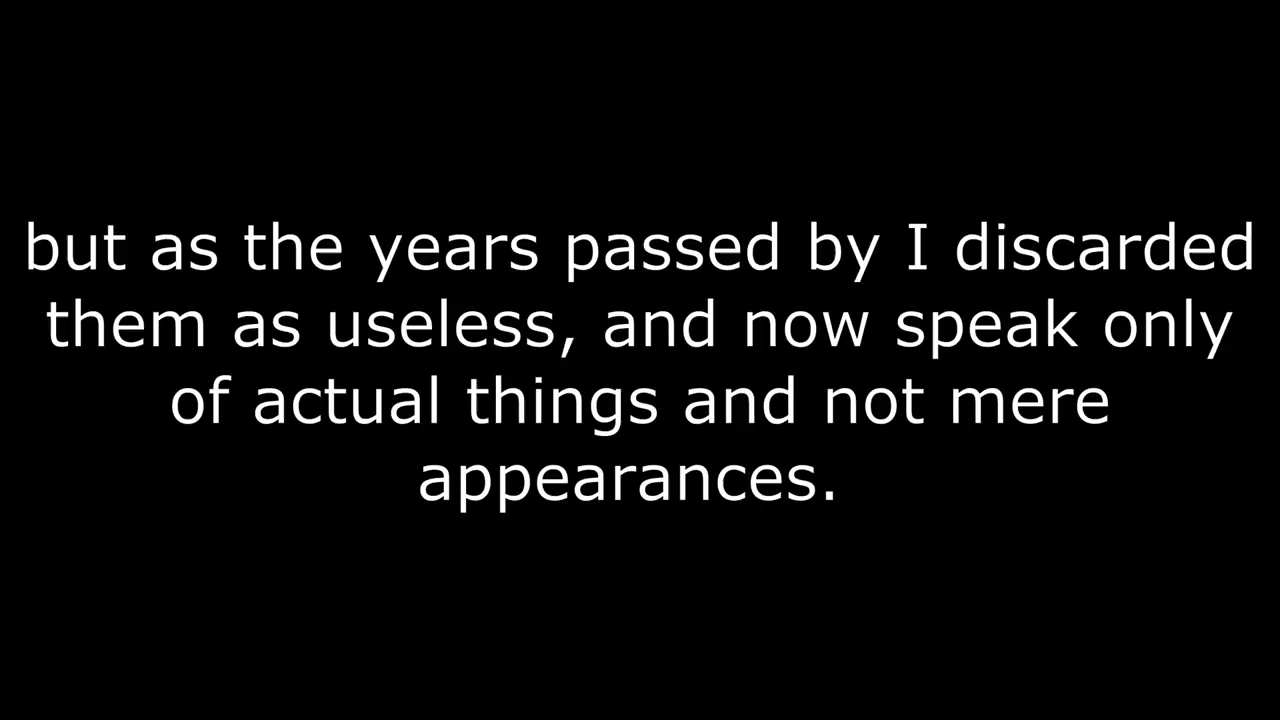 but as the years passed by I discarded
them as useless, and now speak only
of actual things and not mere
appearances.